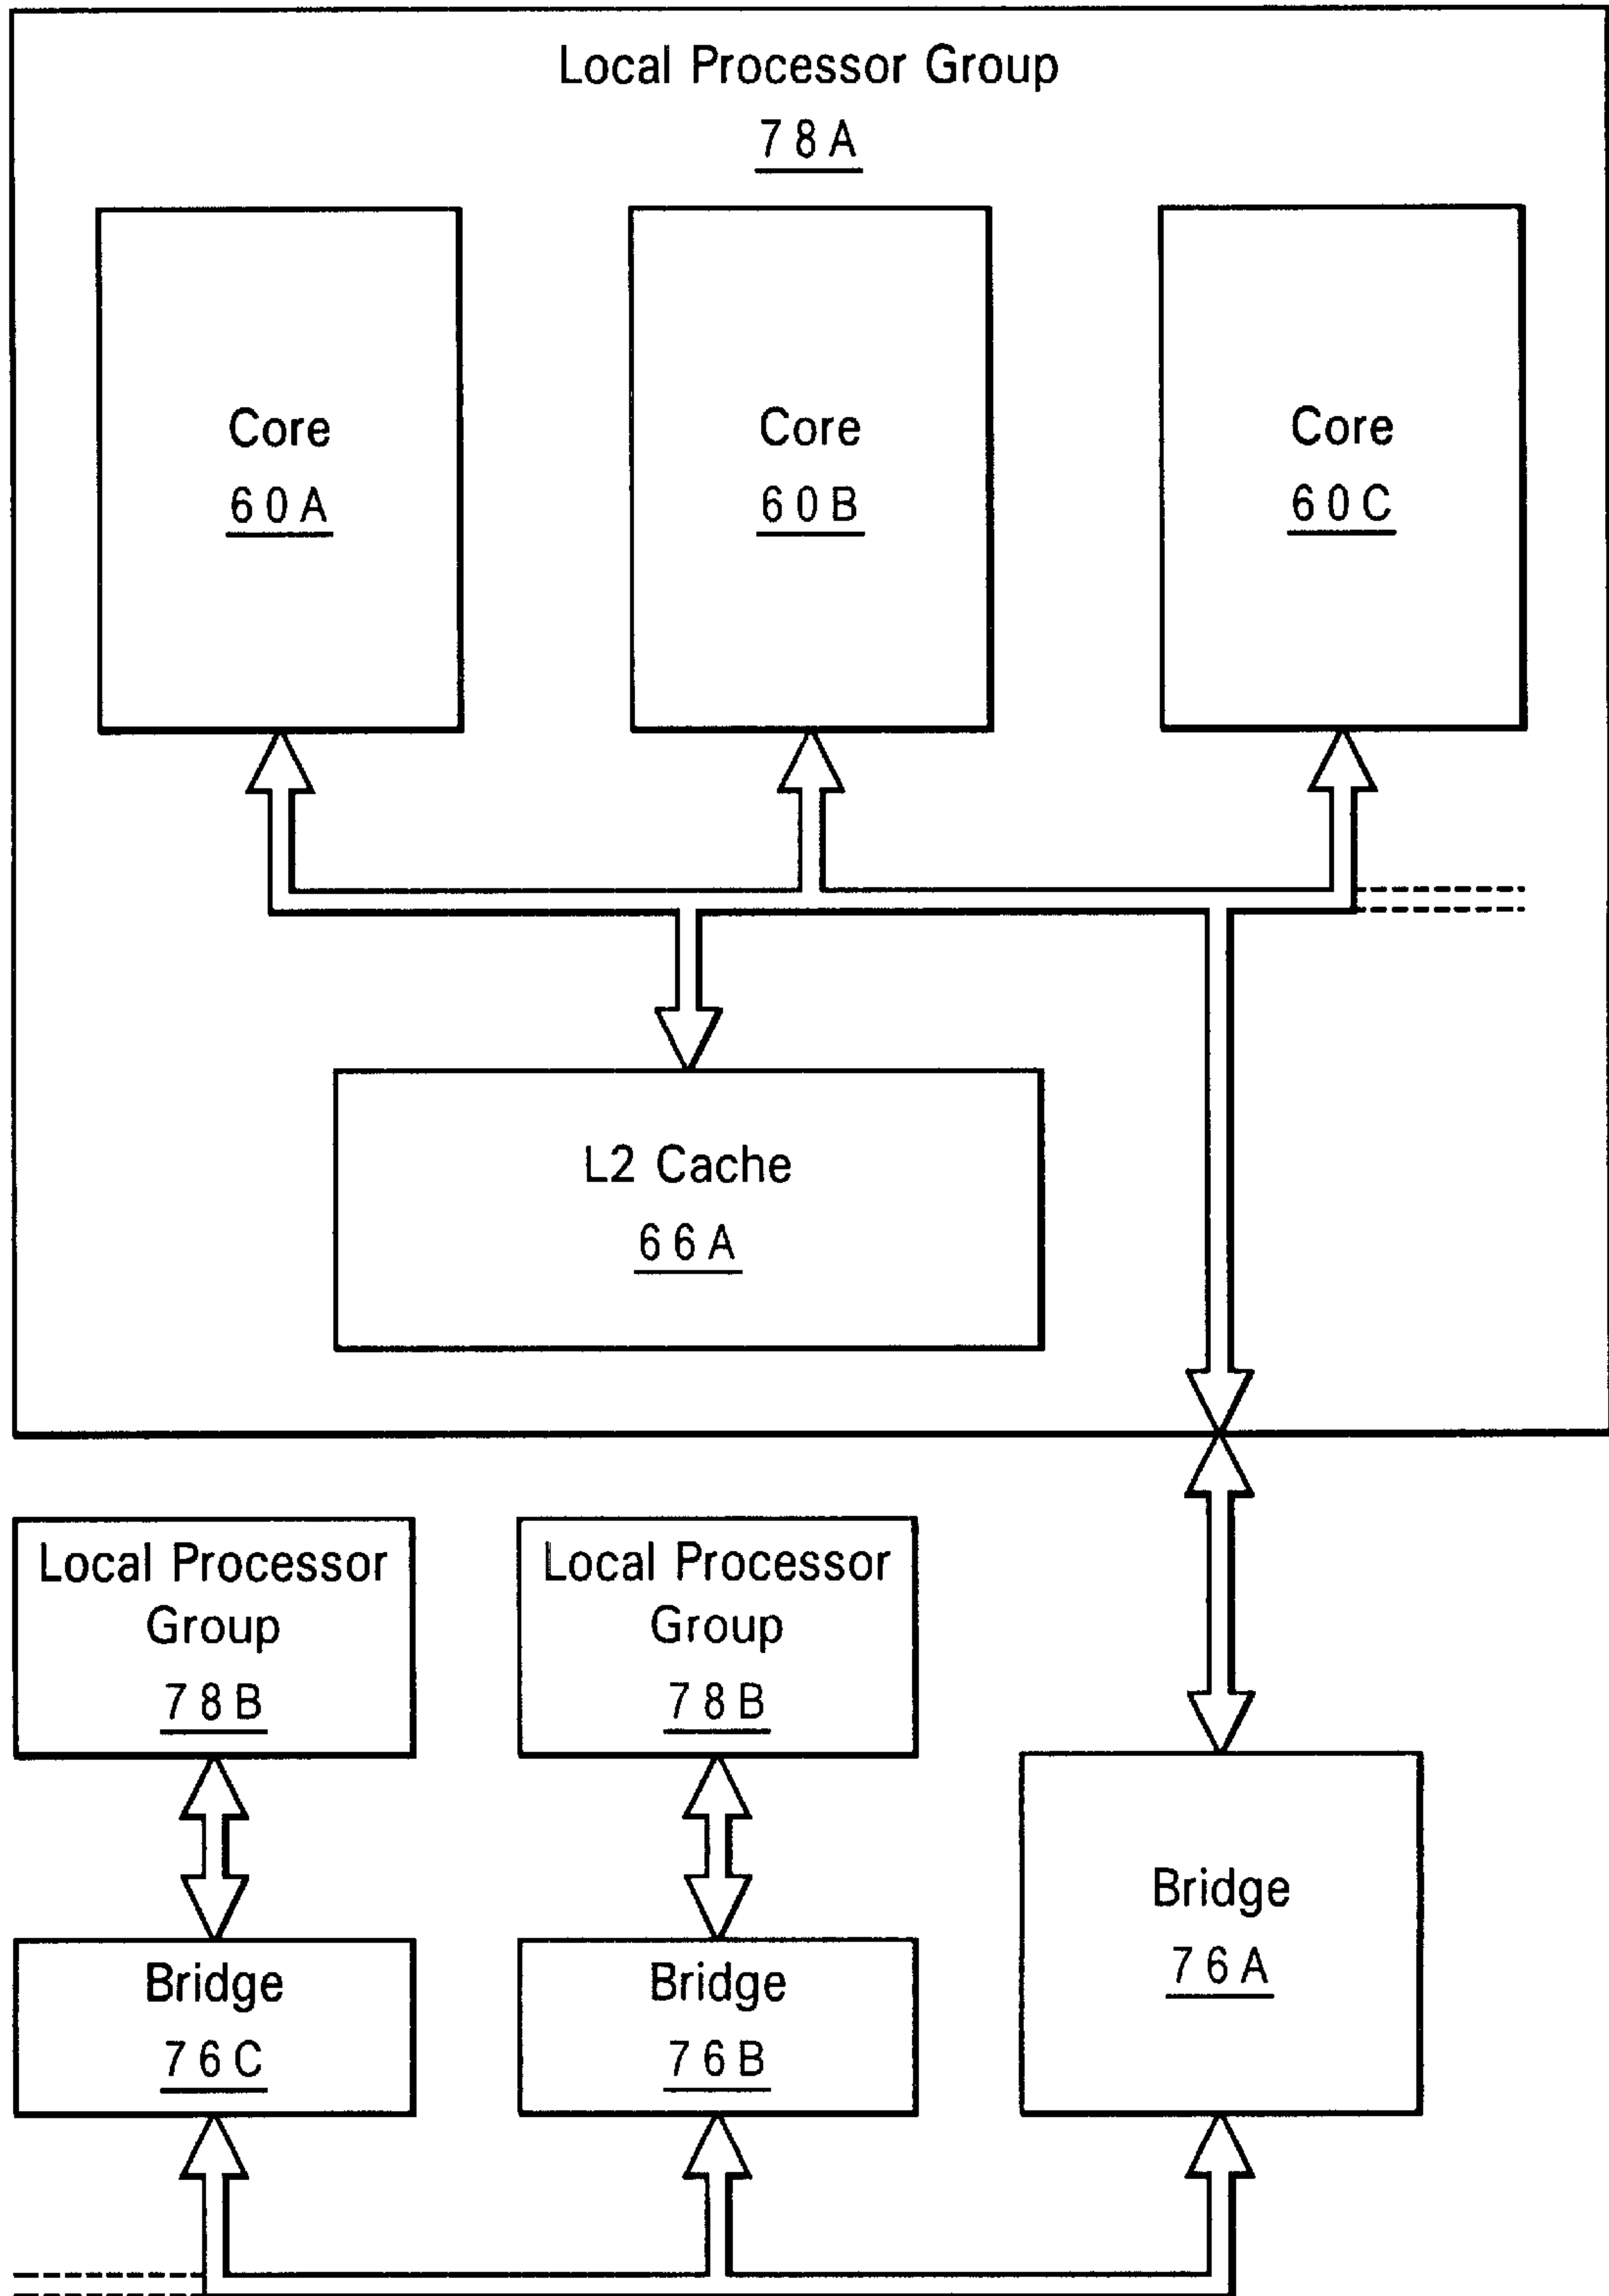 Local Processor Group
78A
Core
60A
Core
60B
Core
60C
L2 Cache
66A
Local Processor
Group
78B
Local Processor
Group
78B
Bridge
76A
Bridge
76C
Bridge
76B